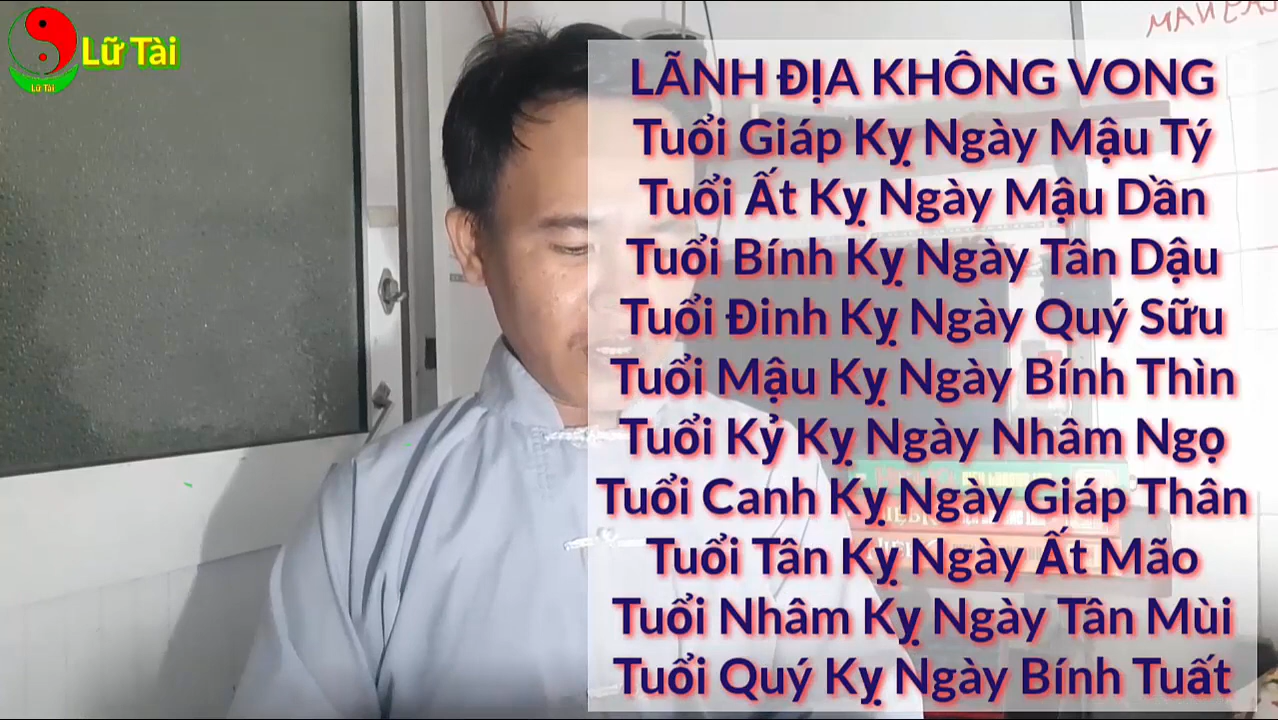 Lữ Tài
Lữ Tài
LÃNH ĐỊA KHÔNG VONG
Tuổi Giáp Kỵ Ngày Mậu Tý
Tuổi Ất Kỵ Ngày Mậu Dần
Tuổi Bính Kỵ Ngày Tân Dậu
Tuổi Đinh Kỵ Ngày Quý Sữu
Tuổi Mậu Kỵ Ngày Bính Thìn
Tuổi Kỷ Kỵ Ngày Nhâm Ngọ
Tuổi Canh Kỵ Ngày Giáp Thân
Tuổi Tân Kỵ Ngày Ất Mão
Tuổi Nhâm Kỵ Ngày Tân Mùi
Tuổi Quý Kỵ Ngày Bính Tuất